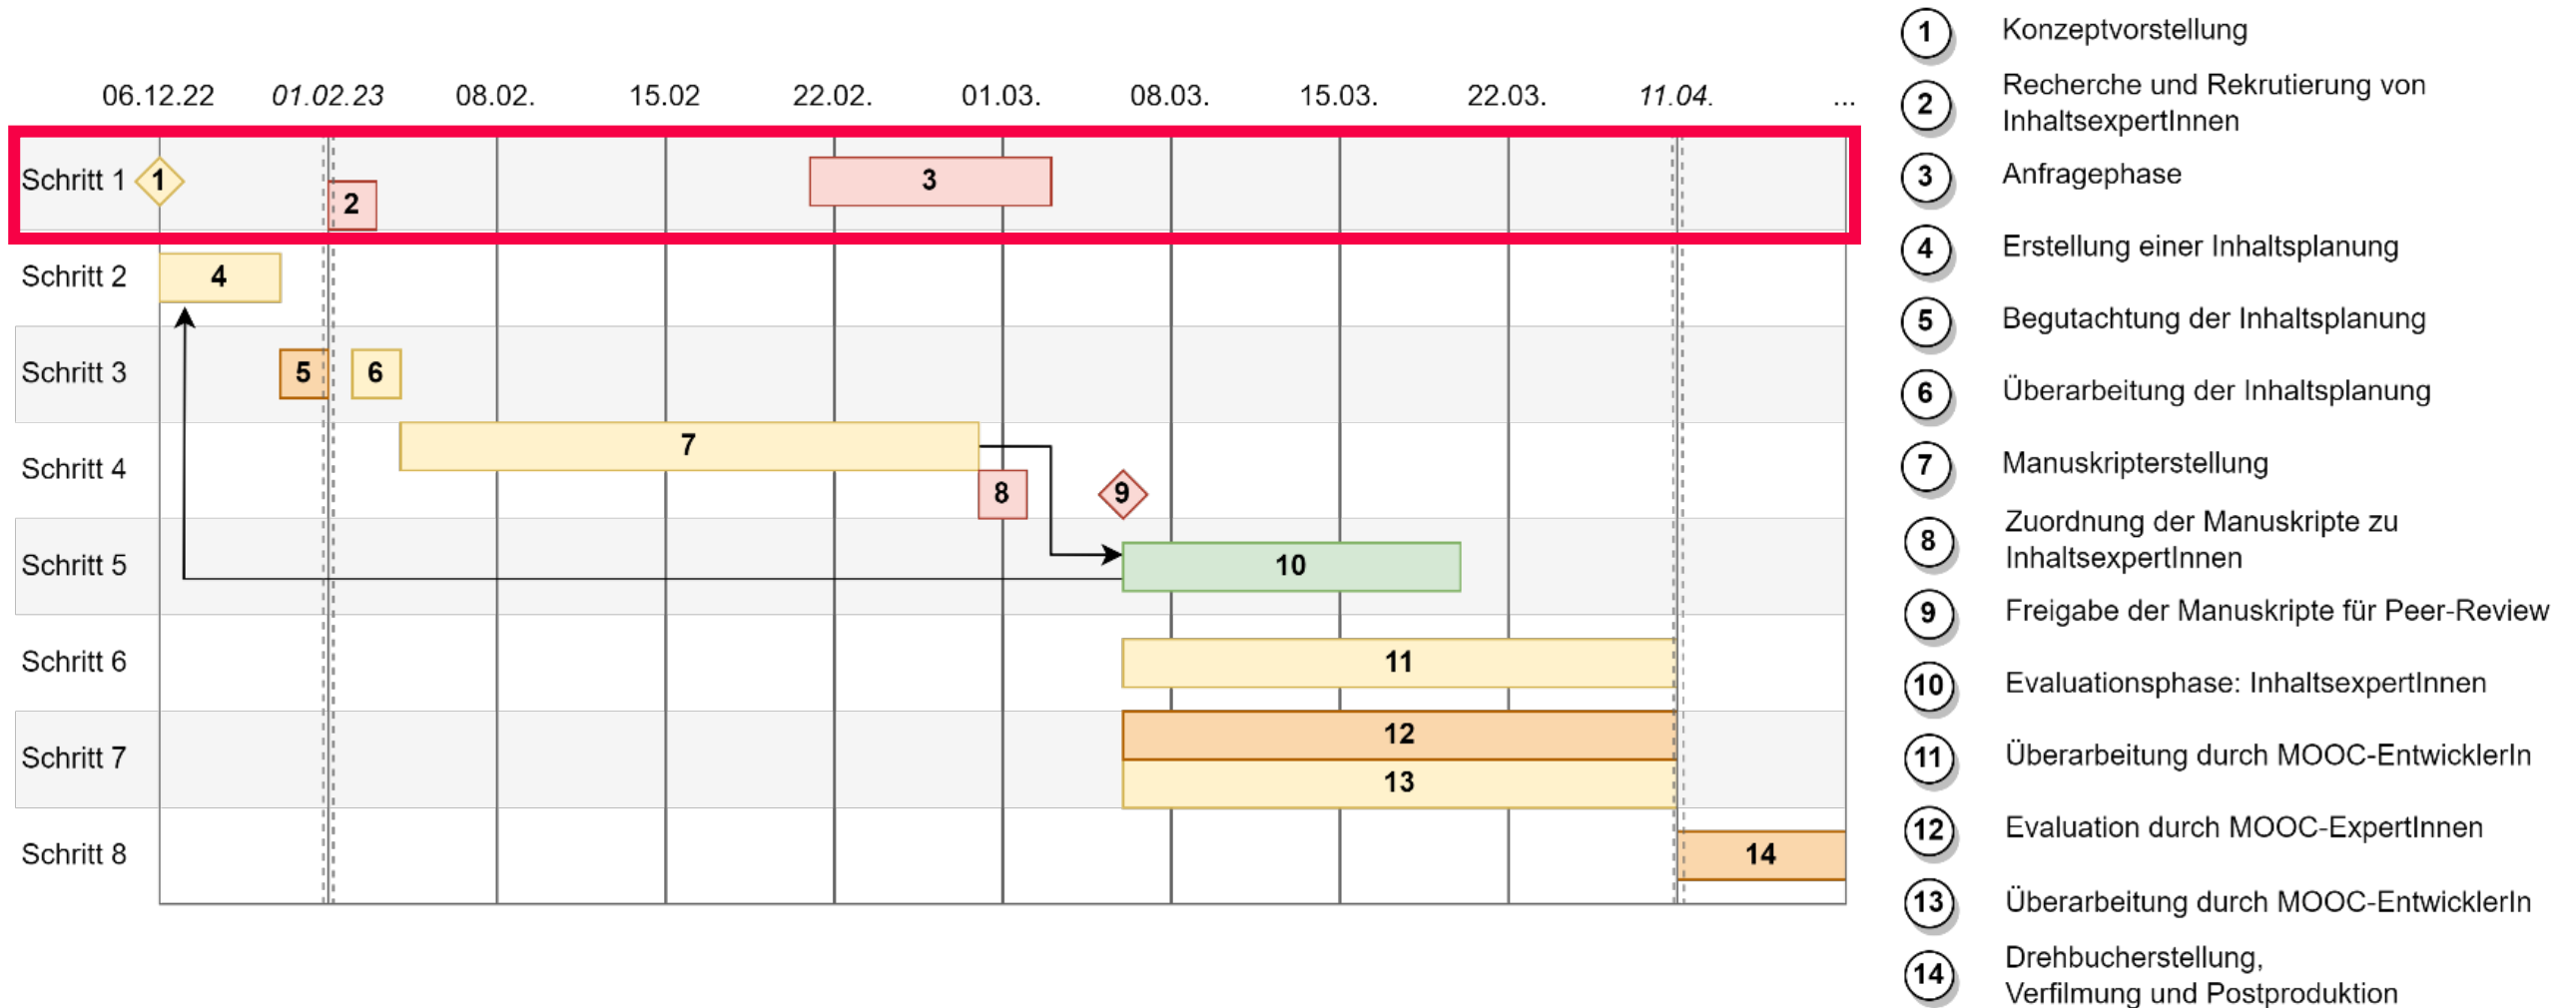 06.12.22 01.02.23 08.02. 15.02 22.02. 01.03. 08.03. 15.03. 22.03. 11.04. ...
Schritt 1 1 2 3
Schritt 2 4
Schritt 3 5 6
Schritt 4 7 8 9
Schritt 5 10
Schritt 6 11
Schritt 7 12
13
Schritt 8 14
1 Konzeptvorstellung
2 Recherche und Rekrutierung von
InhaltsexpertInnen
3 Anfragephase
4 Erstellung einer Inhaltsplanung
5 Begutachtung der Inhaltsplanung
6 Überarbeitung der Inhaltsplanung
7 Manuskripterstellung
8 Zuordnung der Manuskripte zu
InhaltsexpertInnen
9 Freigabe der Manuskripte für Peer-Review
10 Evaluationsphase: InhaltsexpertInnen
11 Überarbeitung durch MOOC-EntwicklerIn
12 Evaluation durch MOOC-ExpertInnen
13 Überarbeitung durch MOOC-EntwicklerIn
14 Drehbucherstellung,
Verfilmung und Postproduktion